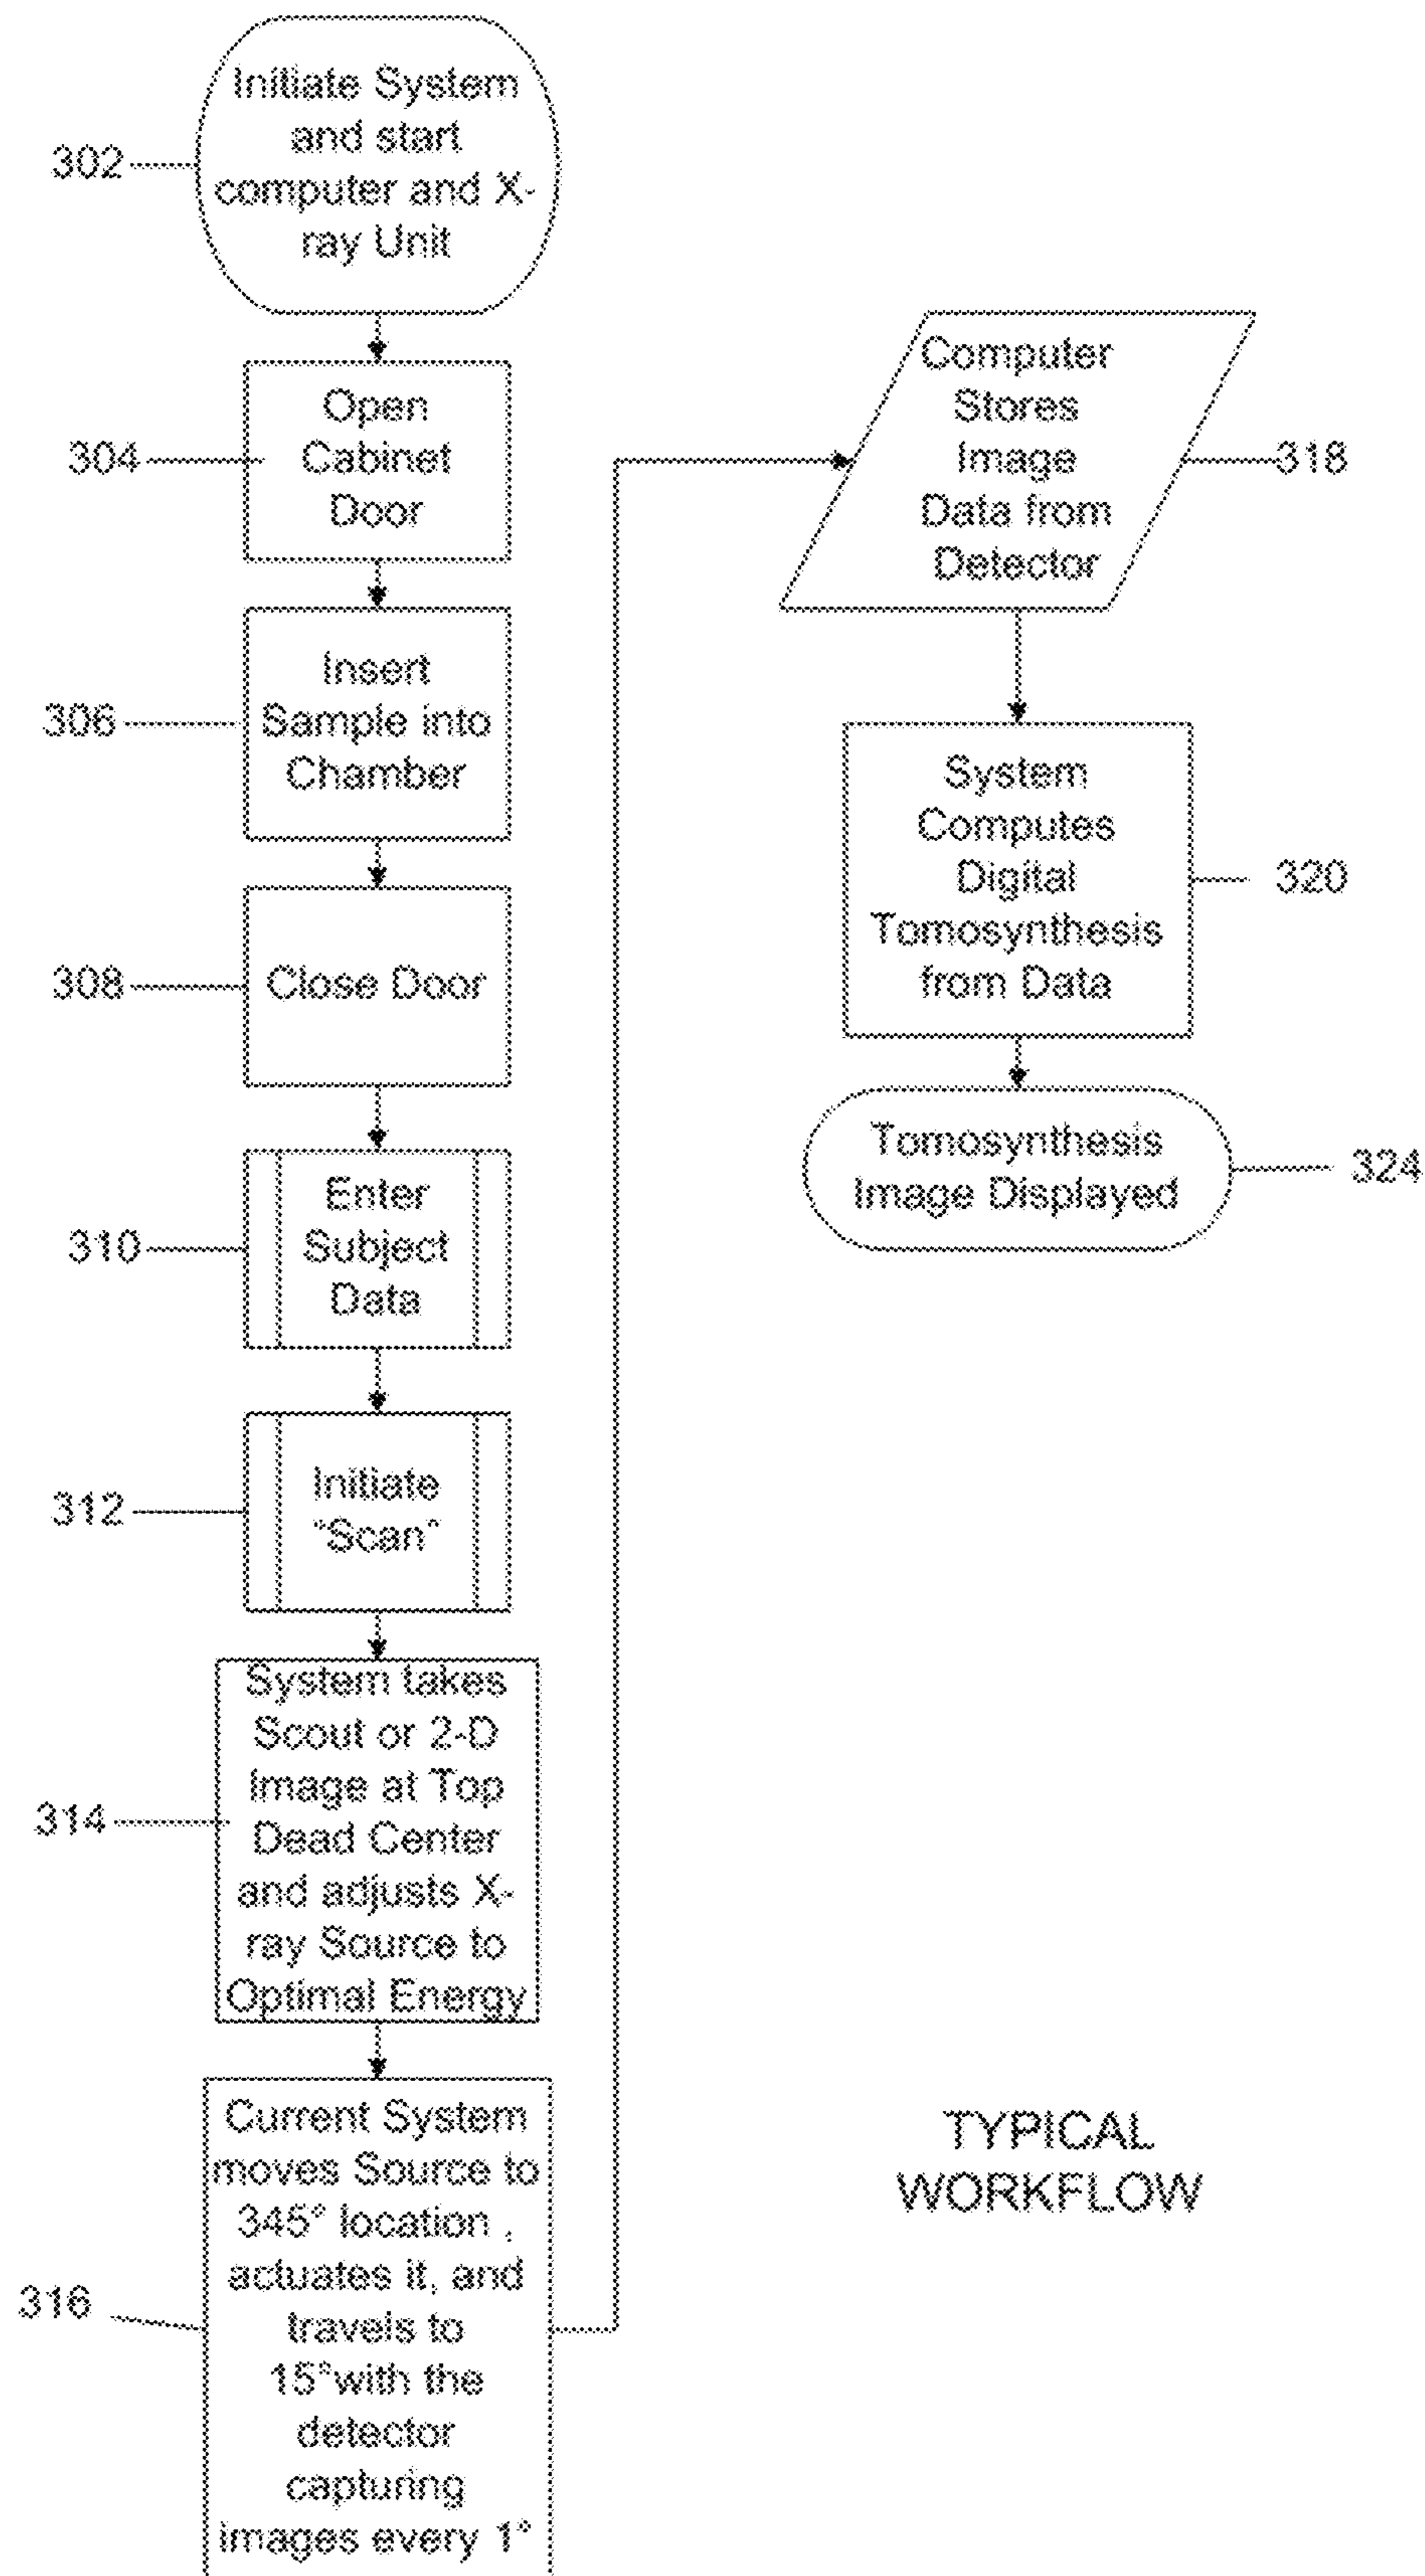 302
Initiate System
and start
computer and X-
ray Unit
304
Open
Cabinet
Door
306
Insert
Sample into
Chamber
308
Close Door
310
Enter
Subject
Data
312
Initiate
"Scan"
314
System takes
Scout or 2-D
Image at Top
Dead Center
and adjusts X-
ray Source to
Optimal Energy
316
Current System
moves Source to
345° location ,
actuates it, and
travels to
15°with the
detector
capturing
images every 1°
Computer
Stores
Image
Data from
Detector
318
System
Computes
Digital
Tomosynthesis
from Data
320
Tomosynthesis
Image Displayed
324
TYPICAL
WORKFLOW